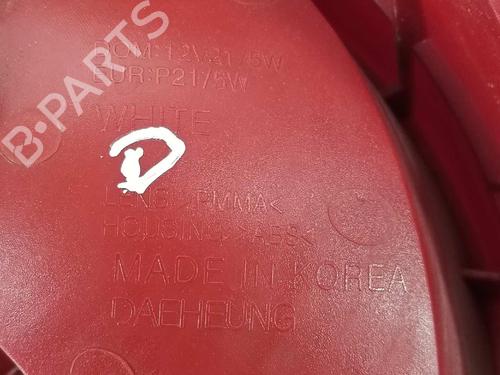 DOM:12V21/5W
EUR:P21/5W
WHITE
D
LENS:>PMMA<
HOUSING:>ABS<
MADE IN KOREA
DAEHEUNG
B-PARTS